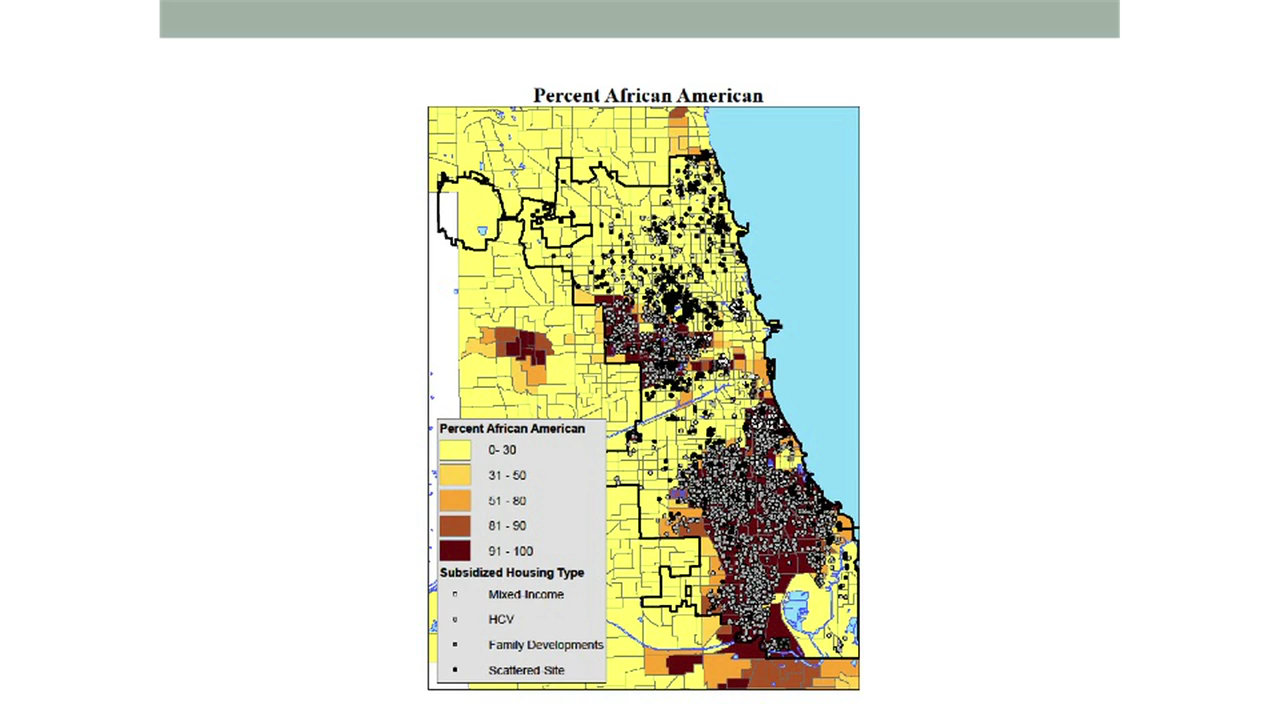 Percent African American
Percent African American
0- 30
31 - 50
51 - 80
81 - 90
91 - 100
Subsidized Housing Type
Mixed-Income
HCV
Family Developments
Scattered-Site